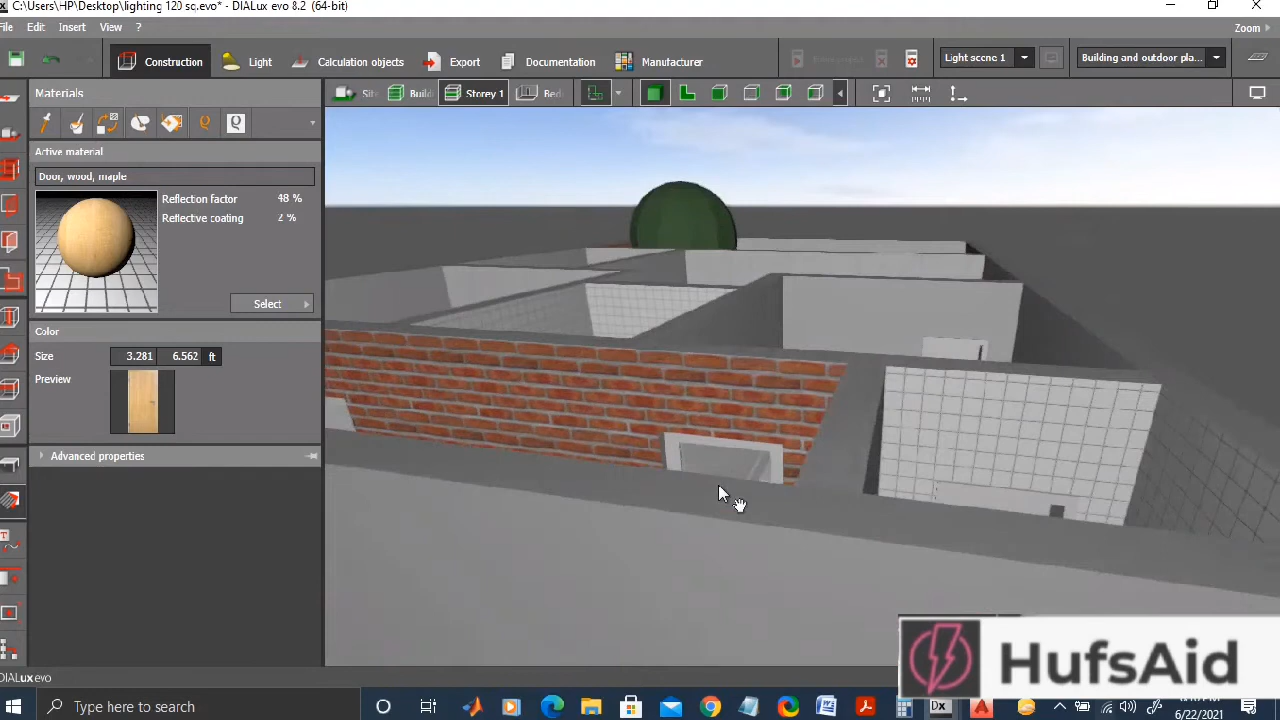 C:\Users\HP\Desktop\lighting 120 sq.evo* - DIALux evo 8.2 (64-bit)
File Edit Insert View ? Zoom
Construction Light Calculation objects Export Documentation Manufacturer Light scene 1 Building and outdoor pla...
Materials Storey 1
Active material
Door, wood, maple
Reflection factor 48 %
Reflective coating 2 %
Select
Color
Size 3.281 6.562 ft
Preview
Advanced properties
HufsAid
DIALux evo
Type here to search
6/22/2021